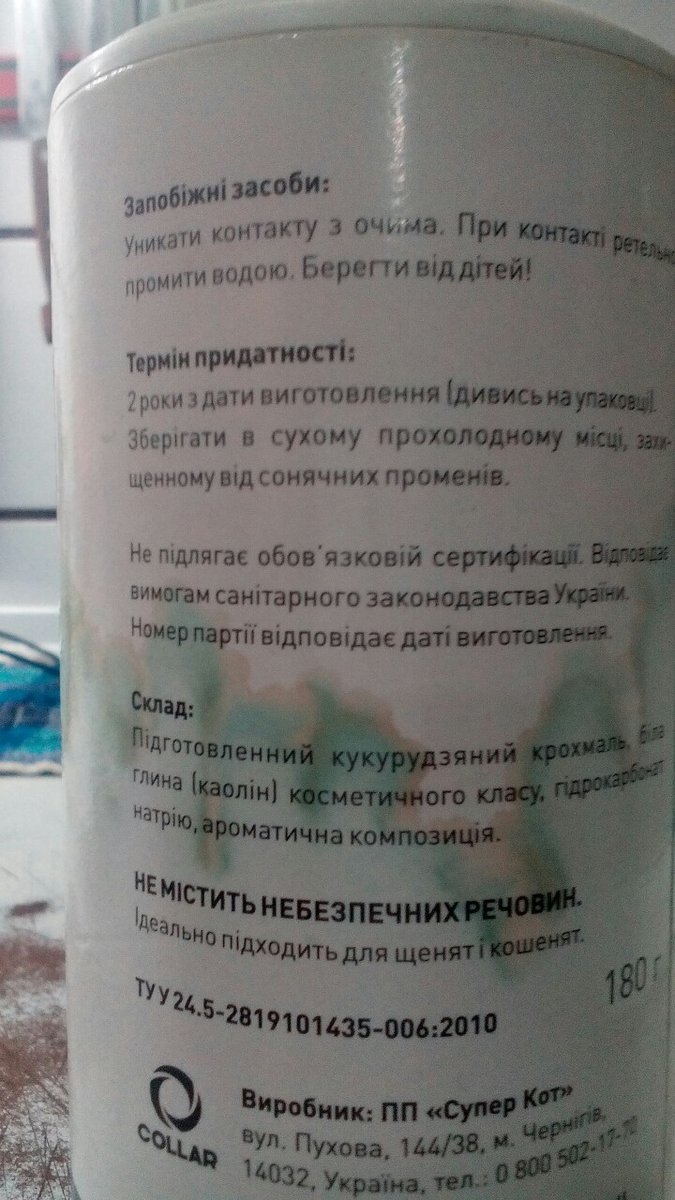 Запобіжні засоби:
Уникати контакту з очима. При контакті ретельно
промити водою. Берегти від дітей!
Термін придатності:
2 роки з дати виготовлення (дивись на упаковці).
Зберігати в сухому прохолодному місці, захи-
щенному від сонячних променів.
Не підлягає обов'язковій сертифікації. Відповідає
вимогам санітарного законодавства України.
Номер партії відповідає даті виготовлення.
Склад:
Підготовленний кукурудзяний крохмаль, біла
глина (каолін) косметичного класу, гідрокарбонат
натрію, ароматична композиція.
НЕ МІСТИТЬ НЕБЕЗПЕЧНИХ РЕЧОВИН.
Ідеально підходить для щенят і кошенят.
180 г
ТУ У 24.5-2819101435-006:2010
COLLAR
Виробник: ПП «Супер Кот»
вул. Пухова, 144/38, м. Чернігів,
14032, Україна, тел.: 0 800 502-17-70